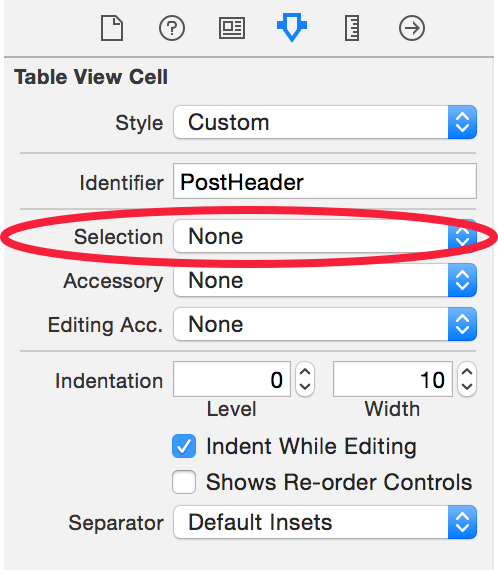 Table View Cell
Style Custom
Identifier PostHeader
Selection None
Accessory None
Editing Acc. None
Indentation 0 10
Level Width
Indent While Editing
Shows Re-order Controls
Separator Default Insets